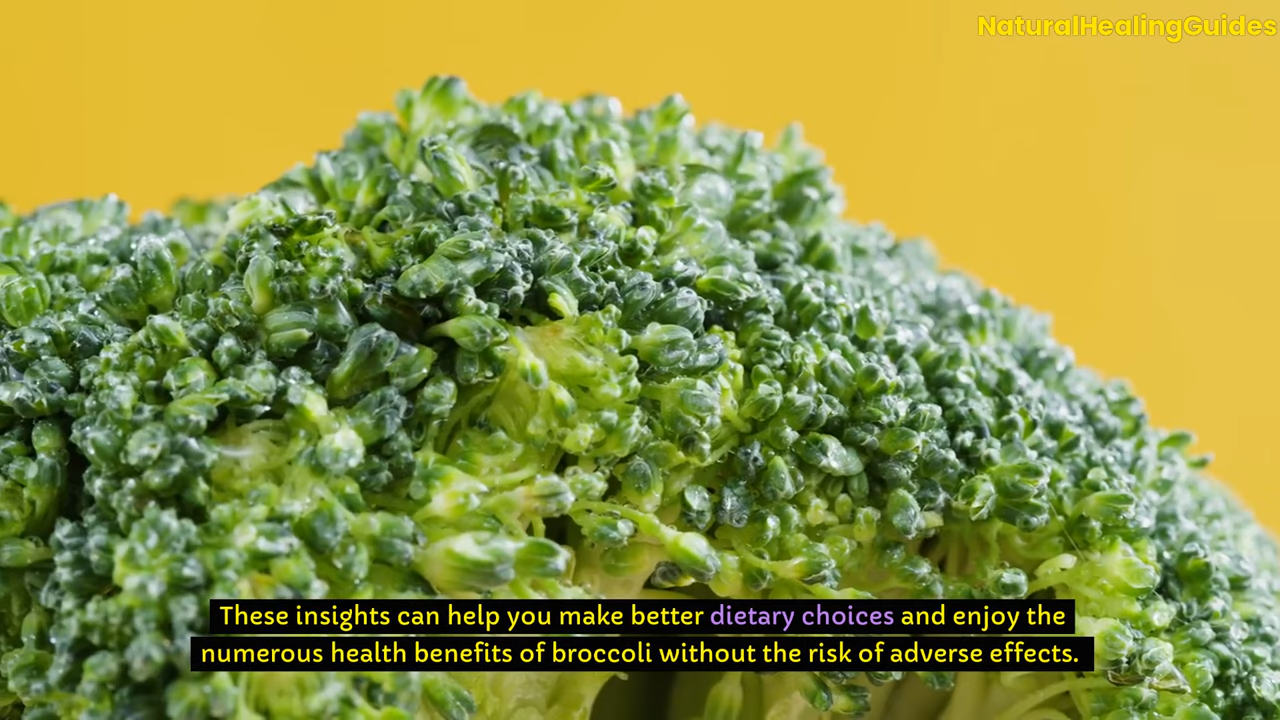 NaturalHealingGuides
These insights can help you make better dietary choices and enjoy the
numerous health benefits of broccoli without the risk of adverse effects.